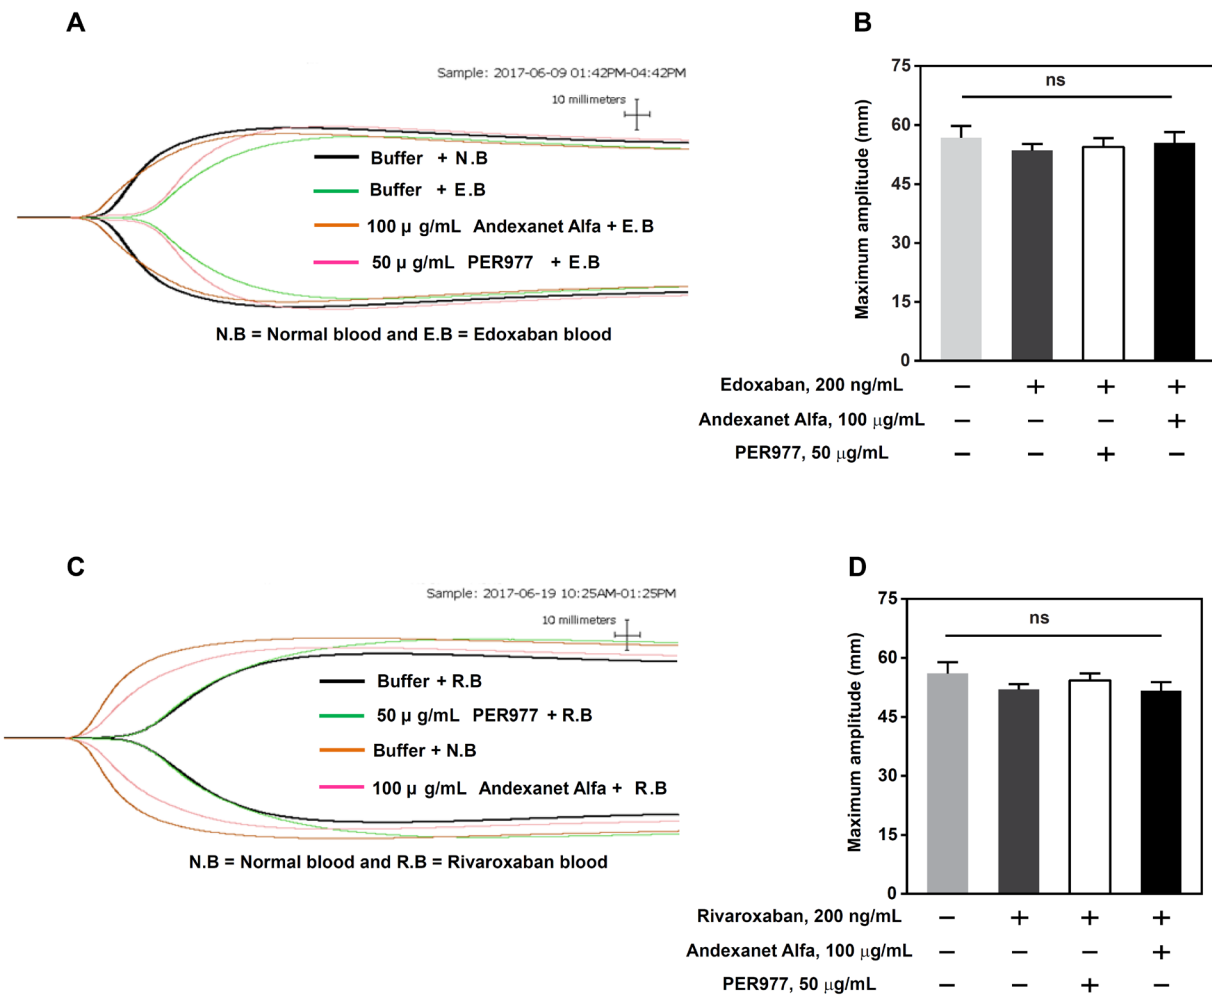 A
Sample: 2017-06-09 01:42PM-04:42PM
10 millimeters
Buffer + N.B
Buffer + E.B
100 μ g/mL Andexanet Alfa + E.B
50 μ g/mL PER977 + E.B
N.B = Normal blood and E.B = Edoxaban blood
B
Maximum amplitude (mm)
75
60
45
30
15
0
ns
Edoxaban, 200 ng/mL − + + +
Andexanet Alfa, 100 μg/mL − − − +
PER977, 50 μg/mL − − + −
C
Sample: 2017-06-19 10:25AM-01:25PM
10 millimeters
Buffer + R.B
50 μ g/mL PER977 + R.B
Buffer + N.B
100 μ g/mL Andexanet Alfa + R.B
N.B = Normal blood and R.B = Rivaroxaban blood
D
Maximum amplitude (mm)
75
60
45
30
15
0
ns
Rivaroxaban, 200 ng/mL − + + +
Andexanet Alfa, 100 μg/mL − − − +
PER977, 50 μg/mL − − + −